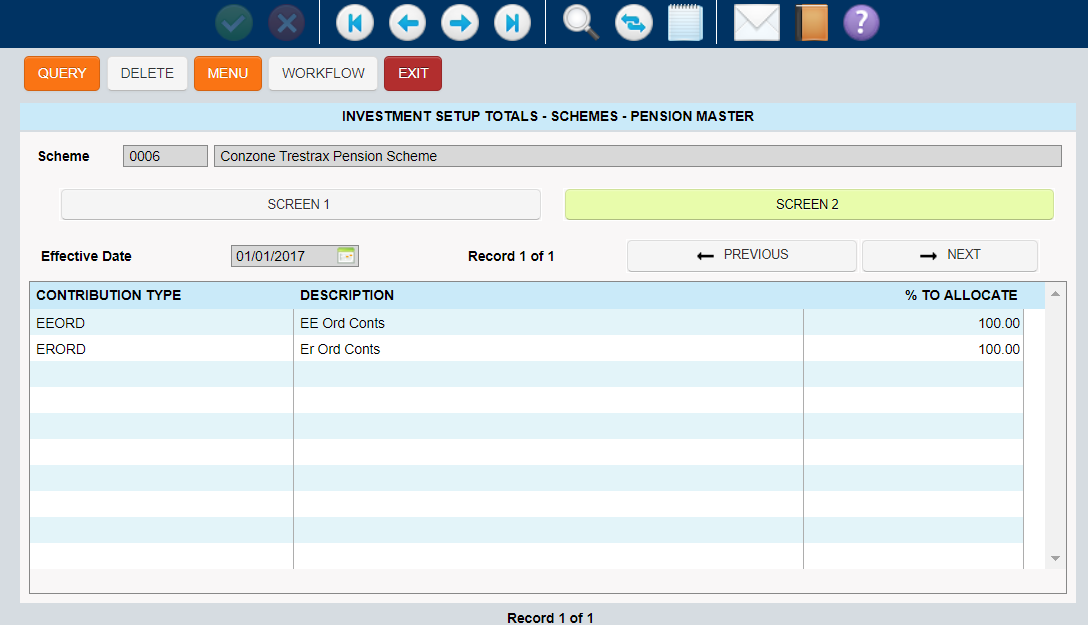 ?
QUERY DELETE MENU WORKFLOW EXIT
INVESTMENT SETUP TOTALS - SCHEMES - PENSION MASTER
Scheme 0006 Conzone Trestrax Pension Scheme
SCREEN 1 SCREEN 2
Effective Date 01/01/2017 Record 1 of 1 PREVIOUS NEXT
CONTRIBUTION TYPE DESCRIPTION % TO ALLOCATE
EEORD EE Ord Conts 100.00
ERORD Er Ord Conts 100.00
Record 1 of 1